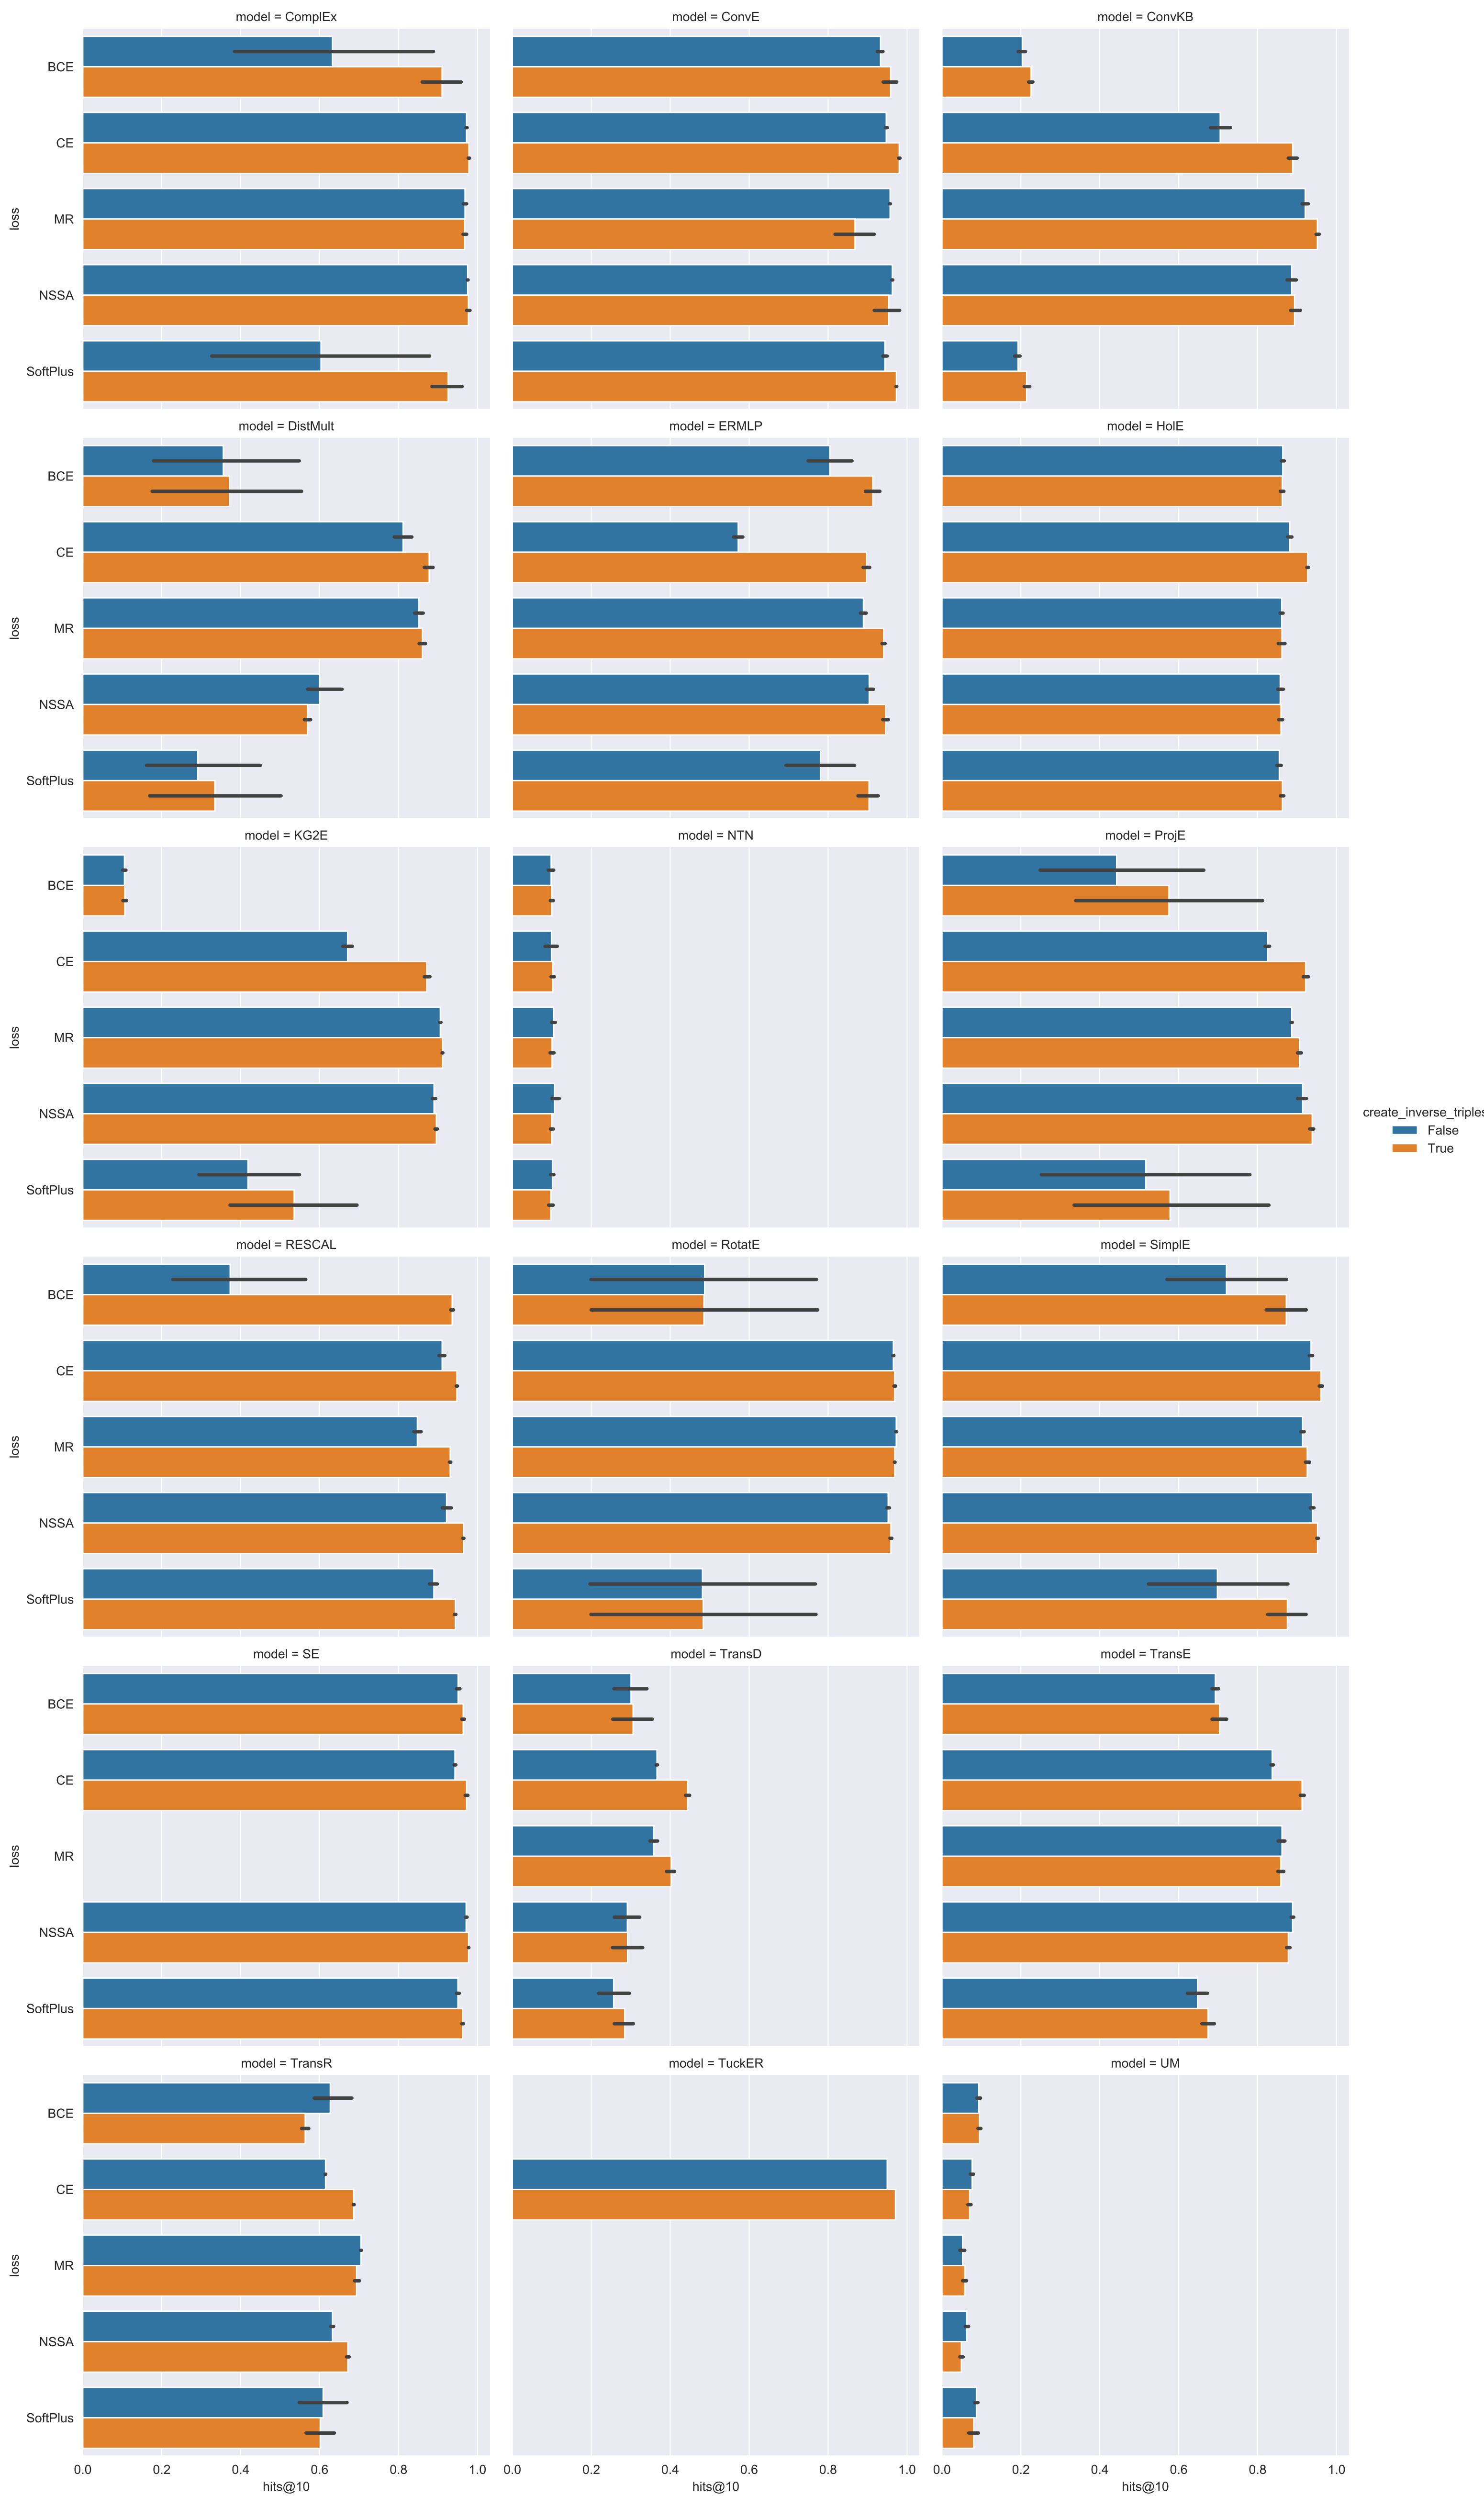 model = ComplEx
model = ConvE
model = ConvKB
BCE
CE
loss
MR
NSSA
SoftPlus
model = DistMult
model = ERMLP
model = HolE
BCE
CE
loss
MR
NSSA
SoftPlus
model = KG2E
model = NTN
model = ProjE
BCE
CE
loss
MR
NSSA
SoftPlus
create_inverse_triples
False
True
model = RESCAL
model = RotatE
model = SimplE
BCE
CE
loss
MR
NSSA
SoftPlus
model = SE
model = TransD
model = TransE
BCE
CE
loss
MR
NSSA
SoftPlus
model = TransR
model = TuckER
model = UM
BCE
CE
loss
MR
NSSA
SoftPlus
0.0 0.2 0.4 0.6 0.8 1.0
0.0 0.2 0.4 0.6 0.8 1.0
0.0 0.2 0.4 0.6 0.8 1.0
hits@10
hits@10
hits@10